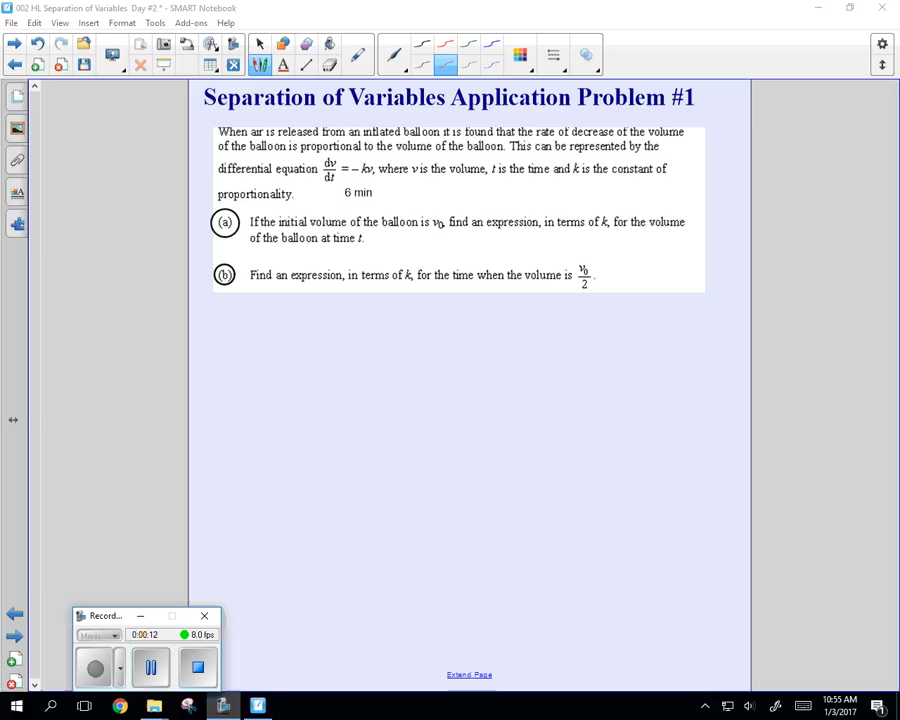 002 HL Separation of Variables Day #2 * - SMART Notebook
File Edit View Insert Format Tools Add-ons Help
Separation of Variables Application Problem #1
When air is released from an inflated balloon it is found that the rate of decrease of the volume
of the balloon is proportional to the volume of the balloon. This can be represented by the
differential equation dv/dt = – kv, where v is the volume, t is the time and k is the constant of
proportionality. 6 min
(a) If the initial volume of the balloon is v₀, find an expression, in terms of k, for the volume
of the balloon at time t.
(b) Find an expression, in terms of k, for the time when the volume is v₀/2.
Record...
Menu 0:00:12 8.0 fps
Extend Page
10:55 AM
1/3/2017
1